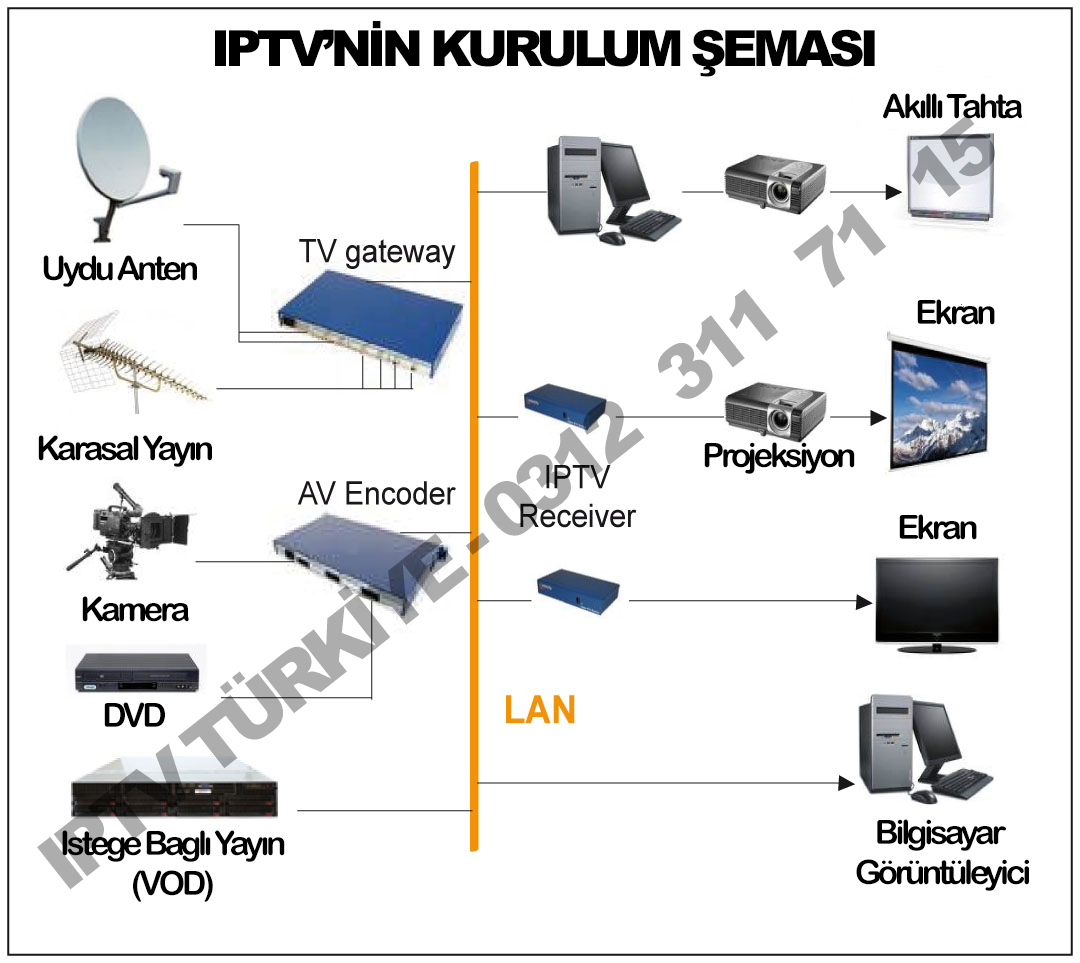 IPTV'NİN KURULUM ŞEMASI
Akıllı Tahta
Uydu Anten
TV gateway
Ekran
Karasal Yayın
Projeksiyon
AV Encoder
IPTV
Receiver
Ekran
Kamera
DVD
LAN
Istege Baglı Yayın
(VOD)
Bilgisayar
Görüntüleyici
IPTV TÜRKİYE - 0312 311 71 15